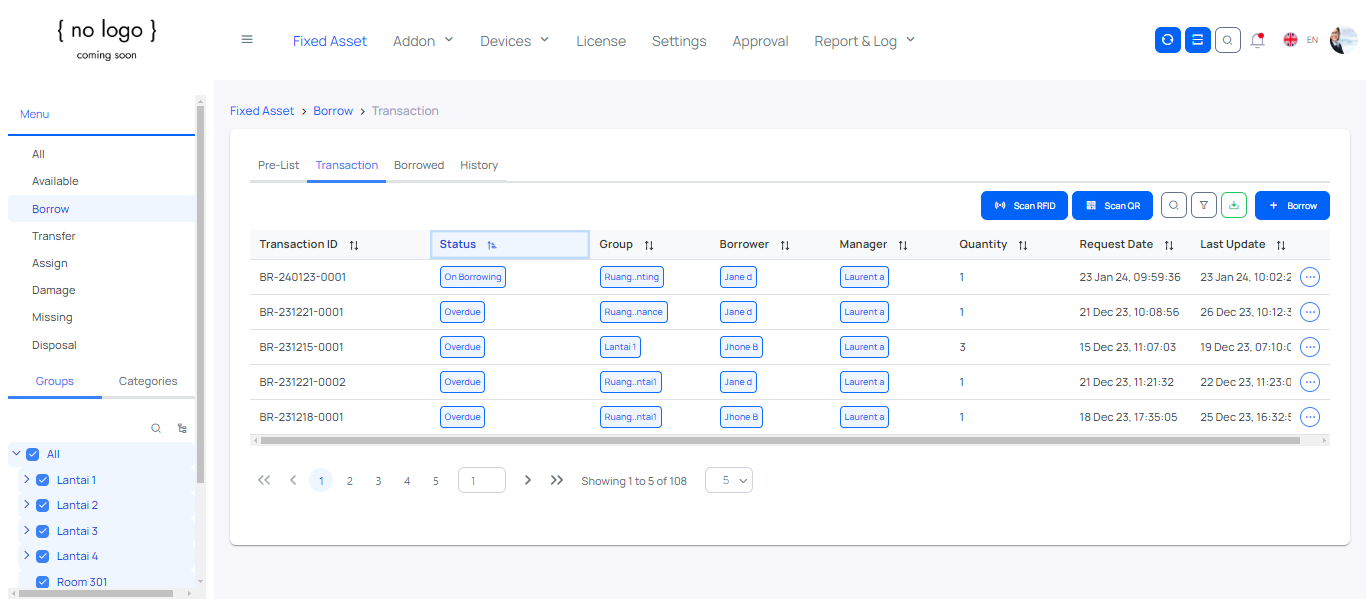 { no logo }
coming soon
Fixed Asset Addon Devices License Settings Approval Report & Log EN
Menu
All
Available
Borrow
Transfer
Assign
Damage
Missing
Disposal
Groups Categories
All
Lantai 1
Lantai 2
Lantai 3
Lantai 4
Room 301
Fixed Asset > Borrow > Transaction
Pre-List Transaction Borrowed History
Scan RFID Scan QR + Borrow
Transaction ID Status Group Borrower Manager Quantity Request Date Last Update
BR-240123-0001 On Borrowing Ruang..nting Jane d Laurent a 1 23 Jan 24, 09:59:36 23 Jan 24, 10:02:2
BR-231221-0001 Overdue Ruang..nance Jane d Laurent a 1 21 Dec 23, 10:08:56 26 Dec 23, 10:12:3
BR-231215-0001 Overdue Lantai 1 Jhone B Laurent a 3 15 Dec 23, 11:07:03 19 Dec 23, 07:10:0
BR-231221-0002 Overdue Ruang..ntai1 Jane d Laurent a 1 21 Dec 23, 11:21:32 22 Dec 23, 11:23:0
BR-231218-0001 Overdue Ruang..ntai1 Jhone B Laurent a 1 18 Dec 23, 17:35:05 25 Dec 23, 16:32:5
1 2 3 4 5 1 Showing 1 to 5 of 108 5